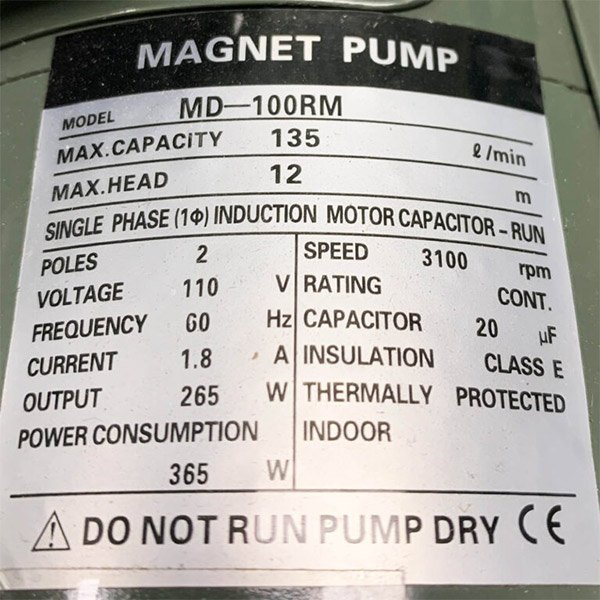 MAGNET PUMP
MODEL MD—100RM
MAX.CAPACITY 135 ℓ/min
MAX.HEAD 12 m
SINGLE PHASE (1Φ) INDUCTION MOTOR CAPACITOR-RUN
POLES 2
VOLTAGE 110 V
FREQUENCY 60 Hz
CURRENT 1.8 A
OUTPUT 265 W
POWER CONSUMPTION
365 W
SPEED 3100 rpm
RATING CONT.
CAPACITOR 20 μF
INSULATION CLASS E
THERMALLY PROTECTED
INDOOR
⚠ DO NOT RUN PUMP DRY CE